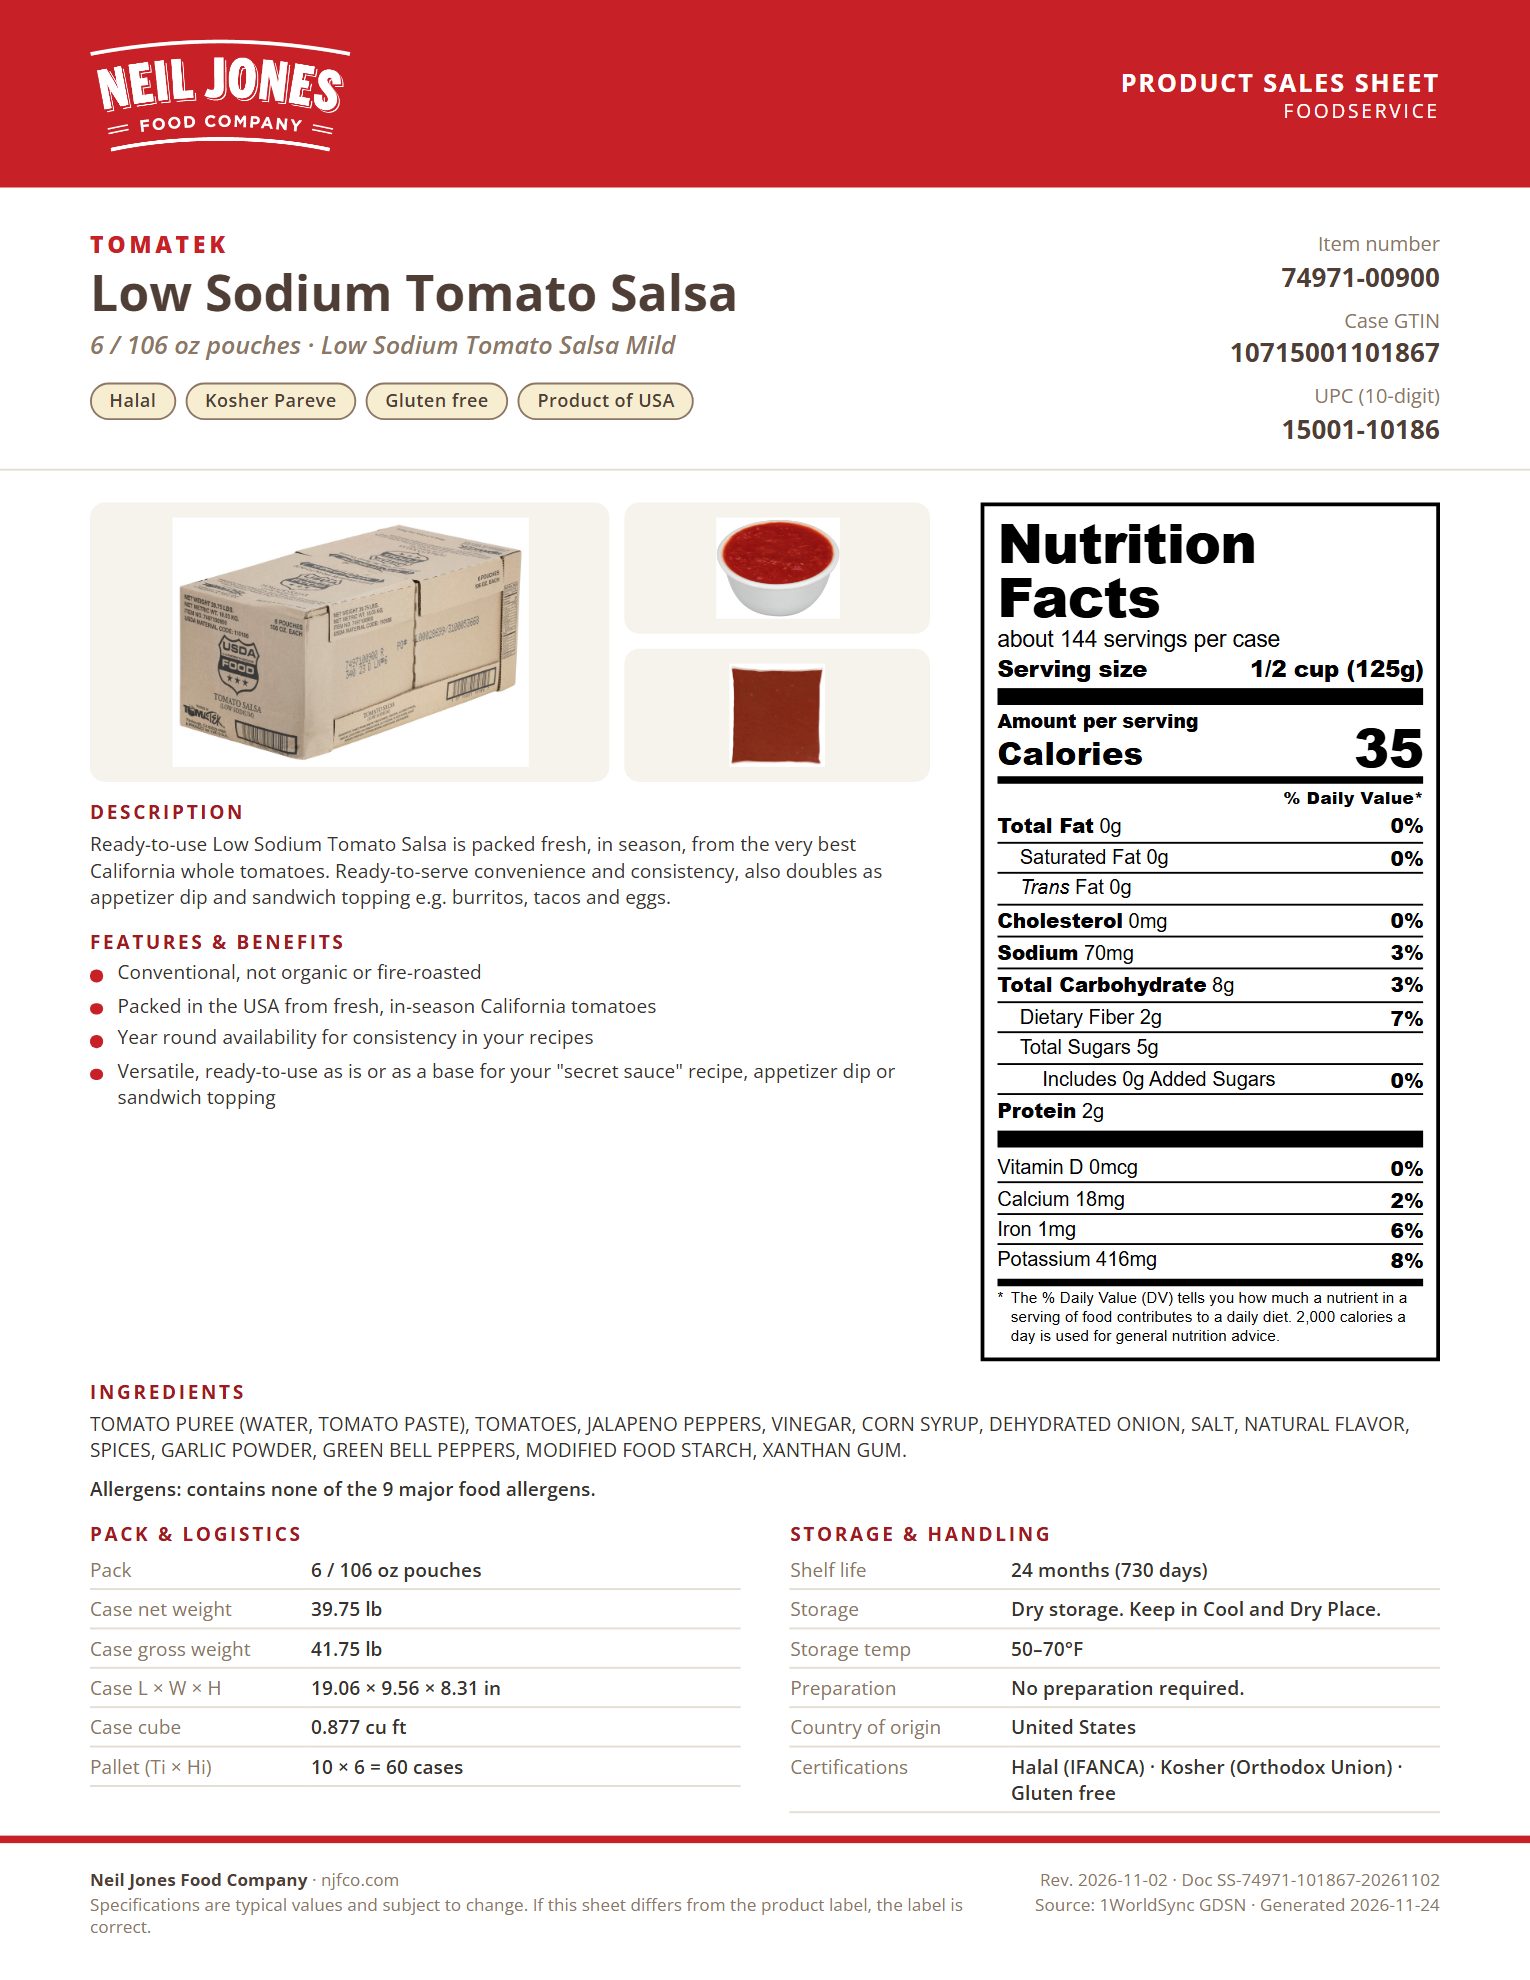 NEIL JONES
FOOD COMPANY
PRODUCT SALES SHEET
FOODSERVICE
TOMATEK
Low Sodium Tomato Salsa
6 / 106 oz pouches · Low Sodium Tomato Salsa Mild
Halal
Kosher Pareve
Gluten free
Product of USA
Item number
74971-00900
Case GTIN
10715001101867
UPC (10-digit)
15001-10186
USDA
FOOD
TOMATO SALSA
(LOW SODIUM)
6 POUCHES
106 OZ. EACH
DESCRIPTION
Ready-to-use Low Sodium Tomato Salsa is packed fresh, in season, from the very best
California whole tomatoes. Ready-to-serve convenience and consistency, also doubles as
appetizer dip and sandwich topping e.g. burritos, tacos and eggs.
FEATURES & BENEFITS
Conventional, not organic or fire-roasted
Packed in the USA from fresh, in-season California tomatoes
Year round availability for consistency in your recipes
Versatile, ready-to-use as is or as a base for your "secret sauce" recipe, appetizer dip or
sandwich topping
Nutrition
Facts
about 144 servings per case
Serving size 1/2 cup (125g)
Amount per serving
Calories 35
% Daily Value*
Total Fat 0g 0%
Saturated Fat 0g 0%
Trans Fat 0g
Cholesterol 0mg 0%
Sodium 70mg 3%
Total Carbohydrate 8g 3%
Dietary Fiber 2g 7%
Total Sugars 5g
Includes 0g Added Sugars 0%
Protein 2g
Vitamin D 0mcg 0%
Calcium 18mg 2%
Iron 1mg 6%
Potassium 416mg 8%
* The % Daily Value (DV) tells you how much a nutrient in a
serving of food contributes to a daily diet. 2,000 calories a
day is used for general nutrition advice.
INGREDIENTS
TOMATO PUREE (WATER, TOMATO PASTE), TOMATOES, JALAPENO PEPPERS, VINEGAR, CORN SYRUP, DEHYDRATED ONION, SALT, NATURAL FLAVOR,
SPICES, GARLIC POWDER, GREEN BELL PEPPERS, MODIFIED FOOD STARCH, XANTHAN GUM.
Allergens: contains none of the 9 major food allergens.
PACK & LOGISTICS
Pack 6 / 106 oz pouches
Case net weight 39.75 lb
Case gross weight 41.75 lb
Case L × W × H 19.06 × 9.56 × 8.31 in
Case cube 0.877 cu ft
Pallet (Ti × Hi) 10 × 6 = 60 cases
STORAGE & HANDLING
Shelf life 24 months (730 days)
Storage Dry storage. Keep in Cool and Dry Place.
Storage temp 50–70°F
Preparation No preparation required.
Country of origin United States
Certifications Halal (IFANCA) · Kosher (Orthodox Union) ·
Gluten free
Neil Jones Food Company · njfco.com
Specifications are typical values and subject to change. If this sheet differs from the product label, the label is
correct.
Rev. 2026-11-02 · Doc SS-74971-101867-20261102
Source: 1WorldSync GDSN · Generated 2026-11-24